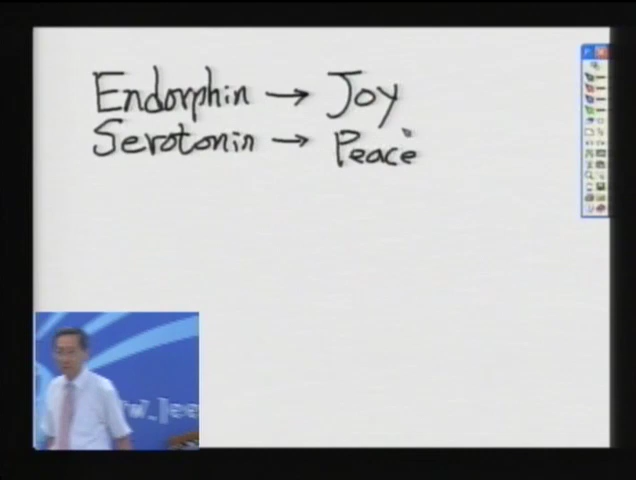 Endorphin → Joy
Serotonin → Peace